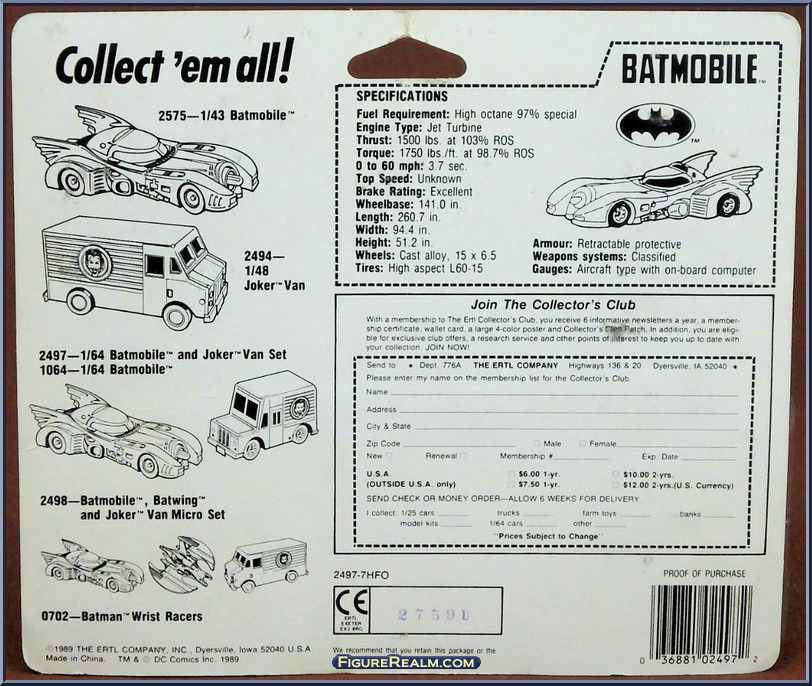 Collect 'em all!
2575—1/43 Batmobile™
2494—
1/48
Joker™ Van
2497—1/64 Batmobile™ and Joker™ Van Set
1064—1/64 Batmobile™
2498—Batmobile™, Batwing™
and Joker™ Van Micro Set
0702—Batman™ Wrist Racers
©1989 THE ERTL COMPANY, INC., Dyersville, Iowa 52040 U.S.A.
Made in China. TM & © DC Comics Inc. 1989
BATMOBILE™
SPECIFICATIONS
Fuel Requirement: High octane 97% special
Engine Type: Jet Turbine
Thrust: 1500 lbs. at 103% ROS
Torque: 1750 lbs./ft. at 98.7% ROS
0 to 60 mph: 3.7 sec.
Top Speed: Unknown
Brake Rating: Excellent
Wheelbase: 141.0 in.
Length: 260.7 in.
Width: 94.4 in.
Height: 51.2 in.
Wheels: Cast alloy, 15 x 6.5
Tires: High aspect L60-15
TM
Armour: Retractable protective
Weapons systems: Classified
Gauges: Aircraft type with on-board computer
Join The Collector's Club
With a membership to The Ertl Collector's Club, you receive 6 informative newsletters a year, a member-
ship certificate, wallet card, a large 4-color poster and Collector's Club Patch. In addition, you are eligi-
ble for exclusive club offers, a research service and other points of interest to keep you up to date with
your collection. JOIN NOW!
Send to ★ Dept. 776A THE ERTL COMPANY Highways 136 & 20 Dyersville, IA 52040 ★
Please enter my name on the membership list for the Collector's Club.
Name
Address
City & State
Zip Code □ Male □ Female
New □ Renewal □ Membership # Exp. Date
U.S.A. □ $6.00 1-yr. □ $10.00 2-yrs.
(OUTSIDE U.S.A. only) □ $7.50 1-yr. □ $12.00 2-yrs. (U.S. Currency)
SEND CHECK OR MONEY ORDER—ALLOW 6 WEEKS FOR DELIVERY
I collect: 1/25 cars trucks farm toys banks
model kits 1/64 cars other
"Prices Subject to Change"
2497-7HFO
CE
ERTL
EXETER
EX2 8RG
2759U
PROOF OF PURCHASE
0 36881 02497 2
We recommend that you retain this package or the
FIGUREREALM.COM